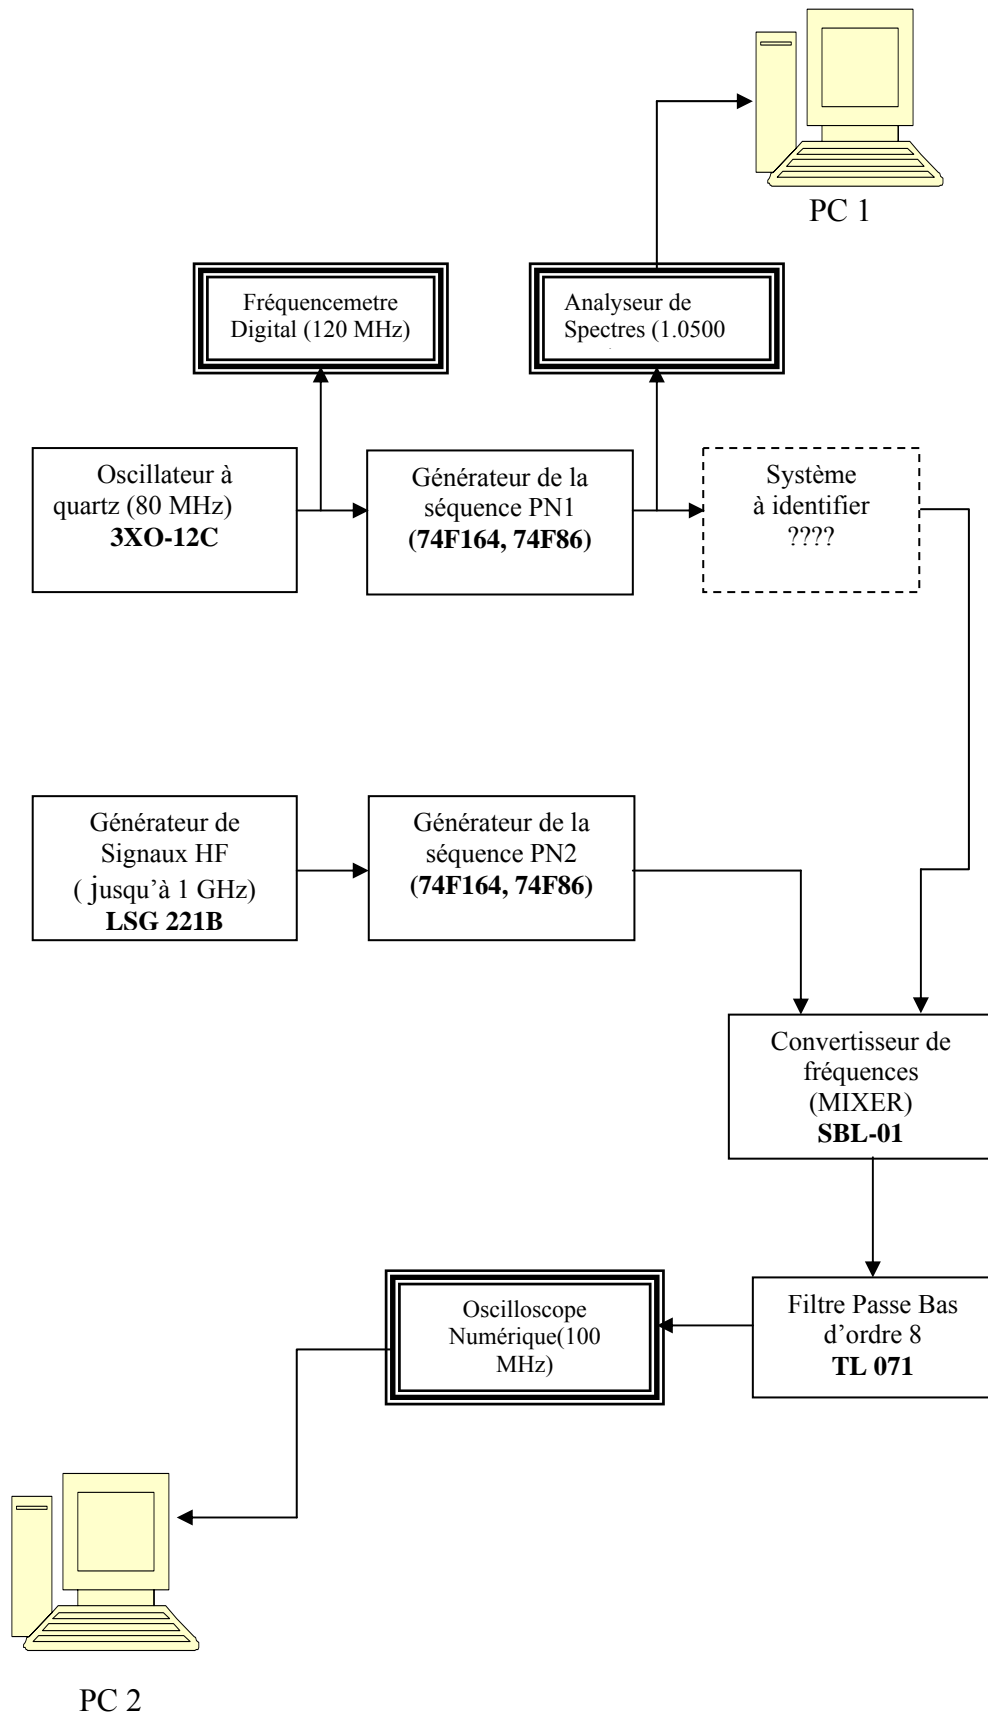 PC 1
Fréquencemetre
Digital (120 MHz)
Analyseur de
Spectres (1.0500
Oscillateur à
quartz (80 MHz)
3XO-12C
Générateur de la
séquence PN1
(74F164, 74F86)
Système
à identifier
????
Générateur de
Signaux HF
( jusqu’à 1 GHz)
LSG 221B
Générateur de la
séquence PN2
(74F164, 74F86)
Convertisseur de
fréquences
(MIXER)
SBL-01
Oscilloscope
Numérique(100
MHz)
Filtre Passe Bas
d’ordre 8
TL 071
PC 2